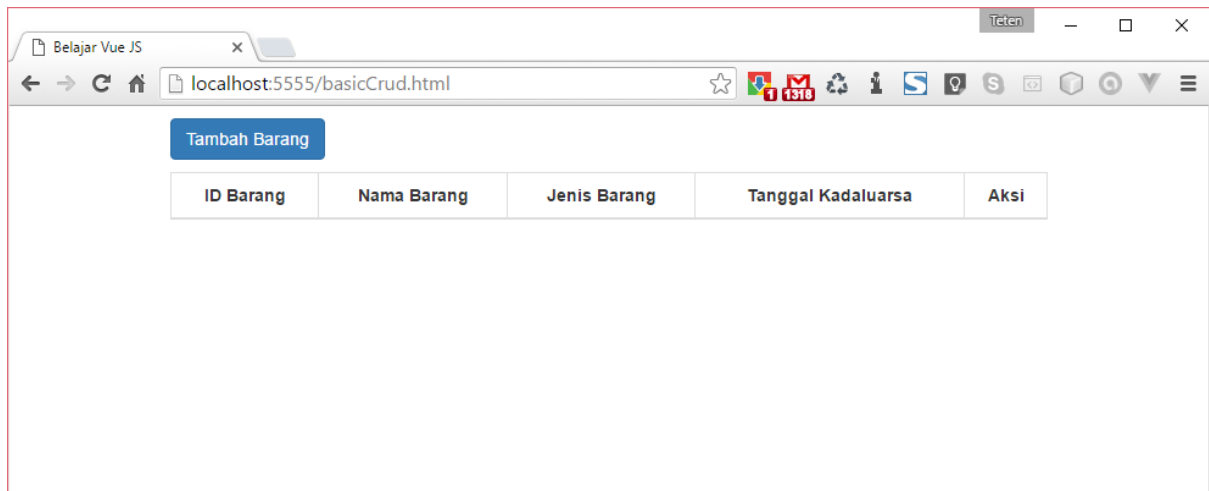 Teten
Belajar Vue JS
localhost:5555/basicCrud.html
1
1318
Tambah Barang
ID Barang Nama Barang Jenis Barang Tanggal Kadaluarsa Aksi